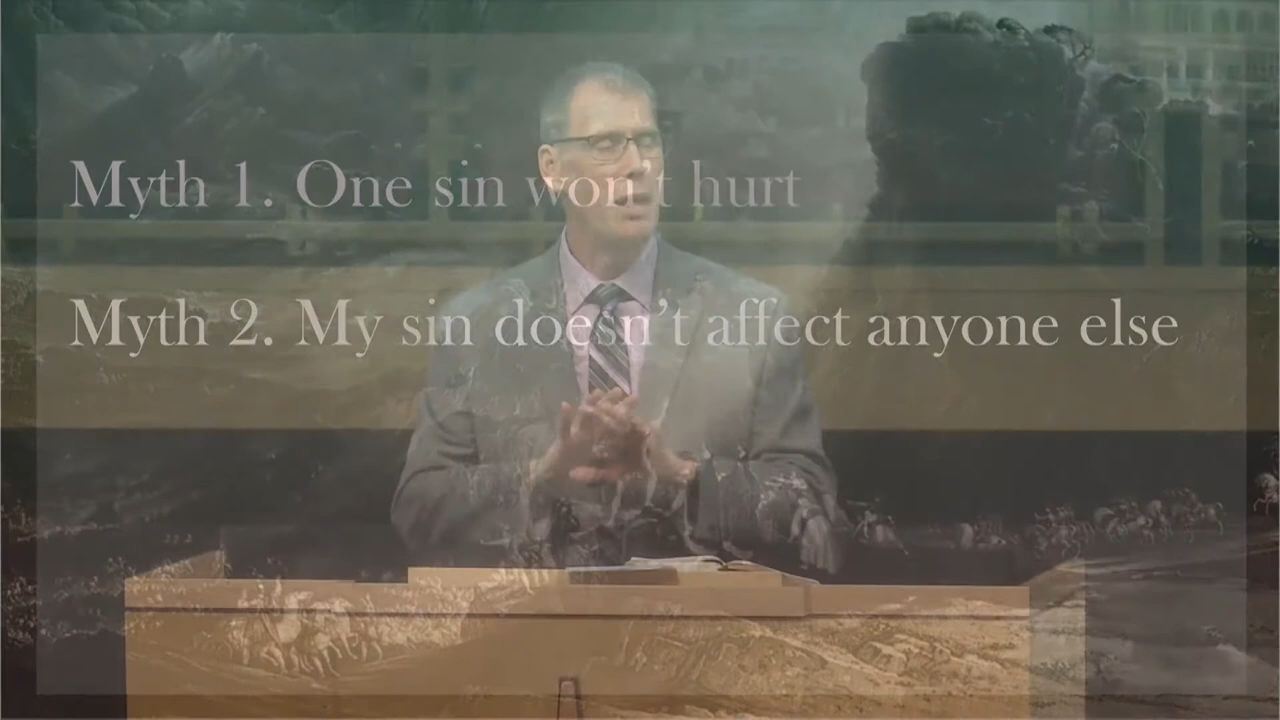 Myth 1. One sin won't hurt
Myth 2. My sin doesn’t affect anyone else